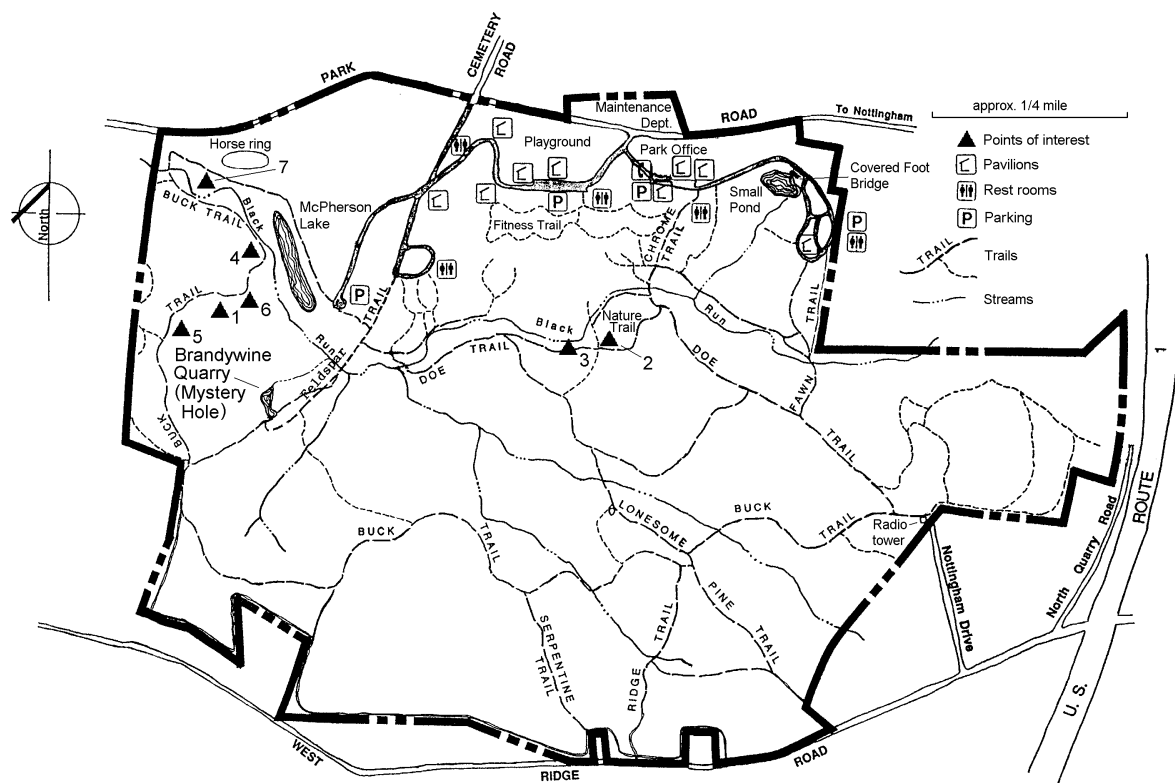 CEMETERY
ROAD
PARK
ROAD
Maintenance
Dept.
To Nottingham
approx. 1/4 mile
Points of interest
Pavilions
Rest rooms
P
Parking
TRAIL
Trails
Streams
Horse ring
7
Playground
Park Office
Covered Foot
Bridge
North
BUCK TRAIL
Black
McPherson
Lake
P
P
Small
Pond
P
Fitness Trail
CHROME
TRAIL
4
P
TRAIL
6
1
5
TRAIL
Run
Feldspar
Brandywine
Quarry
(Mystery
Hole)
BUCK
Black
Nature
Trail
3
2
Run
TRAIL
DOE
TRAIL
DOE
FAWN
TRAIL
1
ROUTE
U. S.
BUCK
TRAIL
LONESOME
PINE
TRAIL
BUCK
TRAIL
Radio
tower
Nottingham Drive
North Quarry Road
SERPENTINE
TRAIL
RIDGE
TRAIL
WEST
RIDGE
ROAD